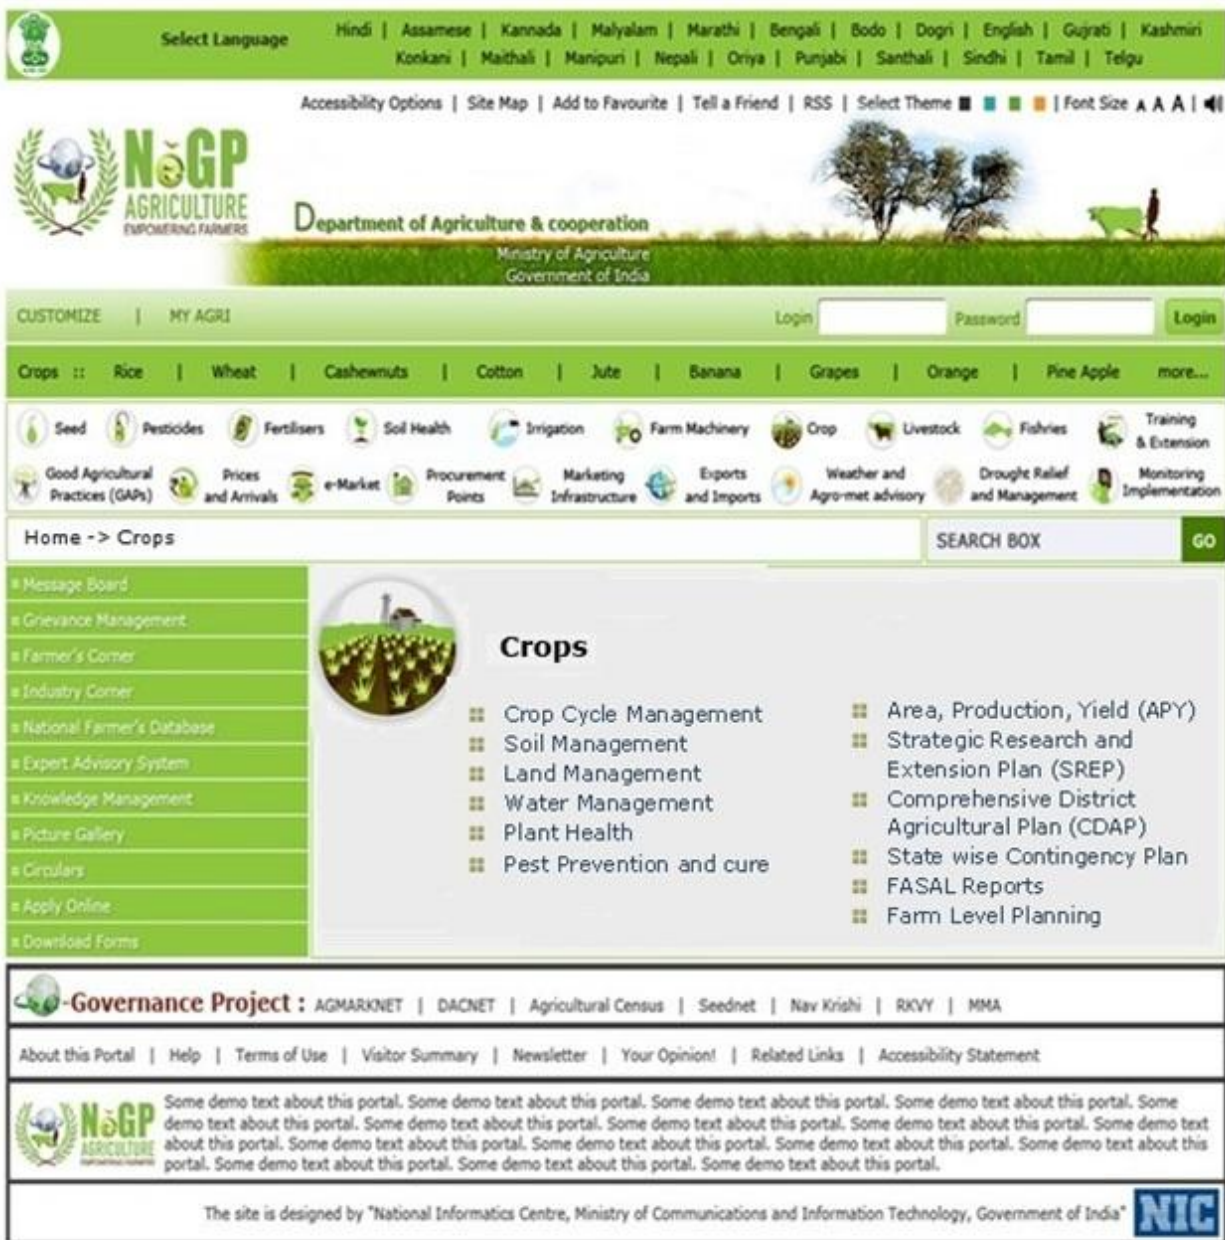 Select Language
Hindi | Assamese | Kannada | Malyalam | Marathi | Bengali | Bodo | Dogri | English | Gujrati | Kashmiri
Konkani | Maithali | Manipuri | Nepali | Oriya | Punjabi | Santhali | Sindhi | Tamil | Telgu
Accessibility Options | Site Map | Add to Favourite | Tell a Friend | RSS | Select Theme | Font Size A A A |
NeGP
AGRICULTURE
EMPOWERING FARMERS
Department of Agriculture & cooperation
Ministry of Agriculture
Government of India
CUSTOMIZE | MY AGRI Login Password Login
Crops :: Rice | Wheat | Cashewnuts | Cotton | Jute | Banana | Grapes | Orange | Pine Apple more...
Seed Pesticides Fertilisers Soil Health Irrigation Farm Machinery Crop Livestock Fishries Training & Extension
Good Agricultural Practices (GAPs) Prices and Arrivals e-Market Procurement Points Marketing Infrastructure Exports and Imports Weather and Agro-met advisory Drought Relief and Management Monitoring Implementation
Home -> Crops SEARCH BOX GO
Message Board
Grievance Management
Farmer's Corner
Industry Corner
National Farmer's Database
Expert Advisory System
Knowledge Management
Picture Gallery
Circulars
Apply Online
Download Forms
Crops
Crop Cycle Management
Soil Management
Land Management
Water Management
Plant Health
Pest Prevention and cure
Area, Production, Yield (APY)
Strategic Research and
Extension Plan (SREP)
Comprehensive District
Agricultural Plan (CDAP)
State wise Contingency Plan
FASAL Reports
Farm Level Planning
e-Governance Project : AGMARKNET | DACNET | Agricultural Census | Seednet | Nav Krishi | RKVY | MMA
About this Portal | Help | Terms of Use | Visitor Summary | Newsletter | Your Opinion! | Related Links | Accessibility Statement
NeGP
AGRICULTURE
EMPOWERING FARMERS
Some demo text about this portal. Some demo text about this portal. Some demo text about this portal. Some demo text about this portal. Some
demo text about this portal. Some demo text about this portal. Some demo text about this portal. Some demo text about this portal. Some demo text
about this portal. Some demo text about this portal. Some demo text about this portal. Some demo text about this portal. Some demo text about this
portal. Some demo text about this portal. Some demo text about this portal.
The site is designed by "National Informatics Centre, Ministry of Communications and Information Technology, Government of India" NIC